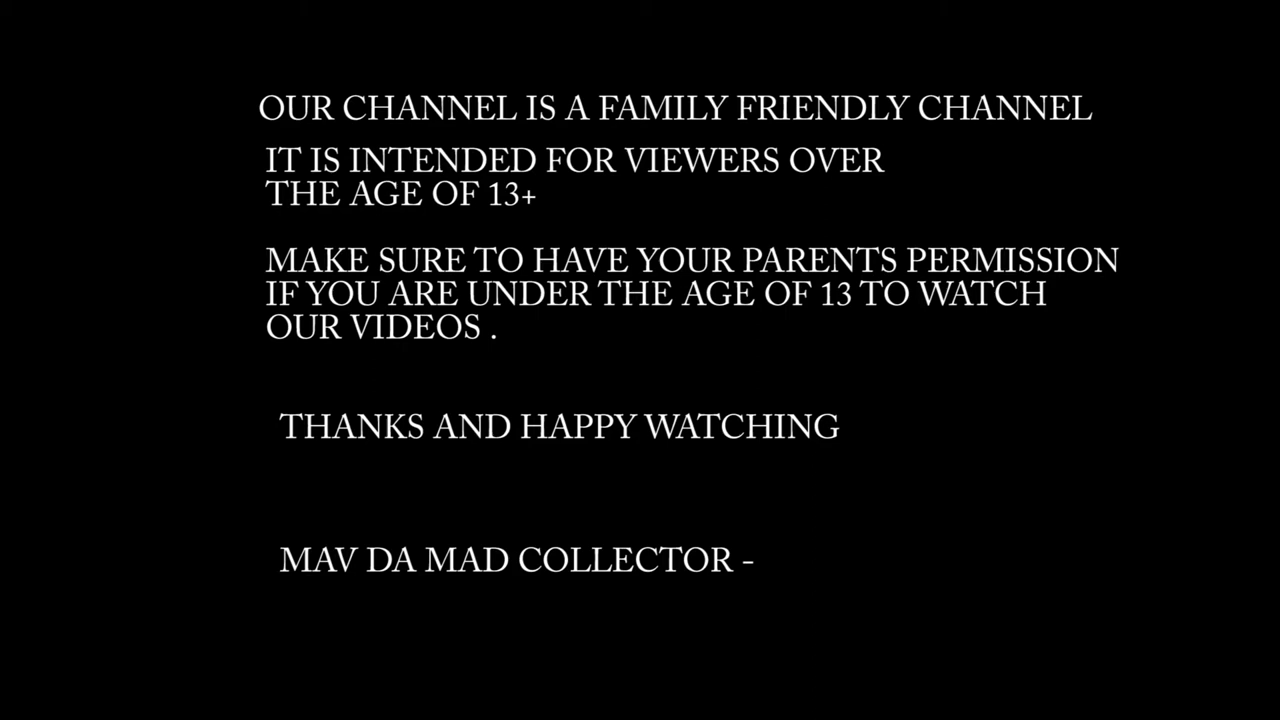 OUR CHANNEL IS A FAMILY FRIENDLY CHANNEL
IT IS INTENDED FOR VIEWERS OVER
THE AGE OF 13+
MAKE SURE TO HAVE YOUR PARENTS PERMISSION
IF YOU ARE UNDER THE AGE OF 13 TO WATCH
OUR VIDEOS .
THANKS AND HAPPY WATCHING
MAV DA MAD COLLECTOR -